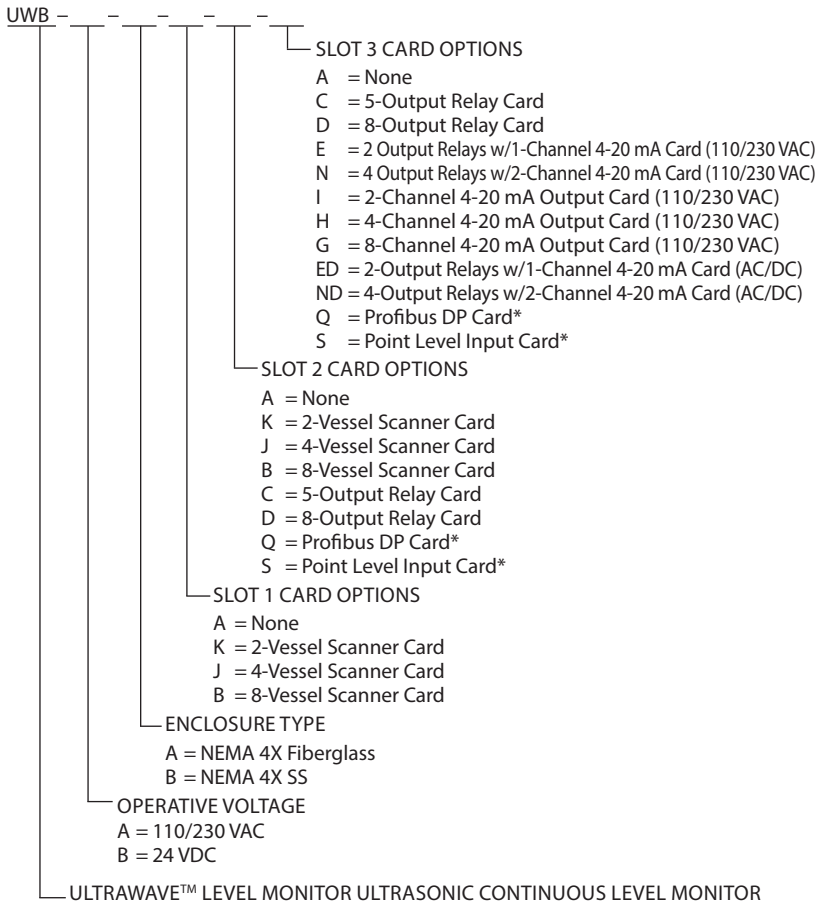 UWB – – – – –
SLOT 3 CARD OPTIONS
A = None
C = 5-Output Relay Card
D = 8-Output Relay Card
E = 2 Output Relays w/1-Channel 4-20 mA Card (110/230 VAC)
N = 4 Output Relays w/2-Channel 4-20 mA Card (110/230 VAC)
I = 2-Channel 4-20 mA Output Card (110/230 VAC)
H = 4-Channel 4-20 mA Output Card (110/230 VAC)
G = 8-Channel 4-20 mA Output Card (110/230 VAC)
ED = 2-Output Relays w/1-Channel 4-20 mA Card (AC/DC)
ND = 4-Output Relays w/2-Channel 4-20 mA Card (AC/DC)
Q = Profibus DP Card*
S = Point Level Input Card*
SLOT 2 CARD OPTIONS
A = None
K = 2-Vessel Scanner Card
J = 4-Vessel Scanner Card
B = 8-Vessel Scanner Card
C = 5-Output Relay Card
D = 8-Output Relay Card
Q = Profibus DP Card*
S = Point Level Input Card*
SLOT 1 CARD OPTIONS
A = None
K = 2-Vessel Scanner Card
J = 4-Vessel Scanner Card
B = 8-Vessel Scanner Card
ENCLOSURE TYPE
A = NEMA 4X Fiberglass
B = NEMA 4X SS
OPERATIVE VOLTAGE
A = 110/230 VAC
B = 24 VDC
ULTRAWAVE™ LEVEL MONITOR ULTRASONIC CONTINUOUS LEVEL MONITOR